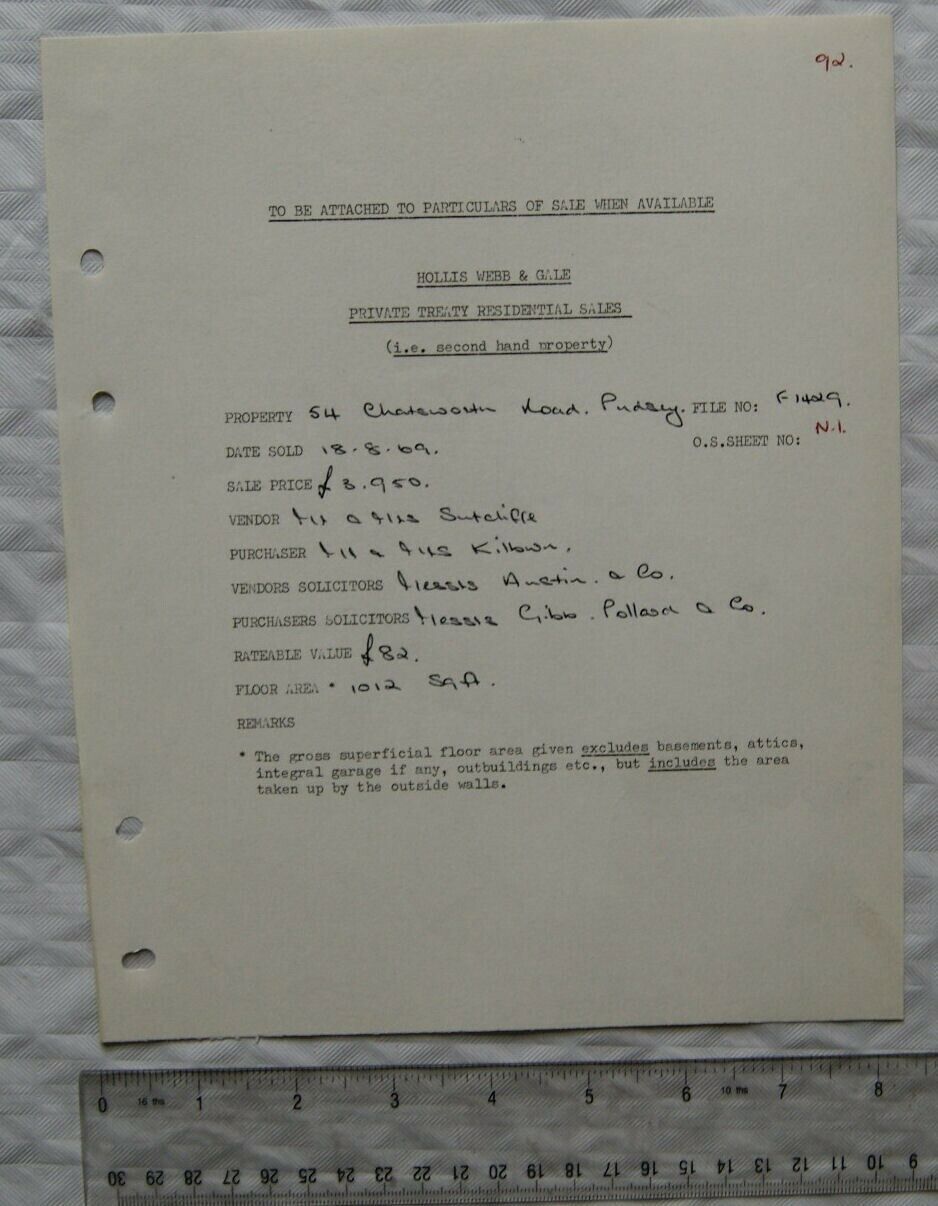 92.
TO BE ATTACHED TO PARTICULARS OF SALE WHEN AVAILABLE
HOLLIS WEBB & GALE
PRIVATE TREATY RESIDENTIAL SALES
(i.e. second hand property)
PROPERTY 54 Chatsworth Road. Pudsey. FILE NO: F1429.
DATE SOLD 18-8-69. O.S.SHEET NO: N.1.
SALE PRICE £3.950.
VENDOR Mr & Mrs Sutcliffe
PURCHASER Mr & Mrs Kilburn.
VENDORS SOLICITORS Messrs Austin. & Co.
PURCHASERS SOLICITORS Messrs Gibb. Pollard & Co.
RATEABLE VALUE £82.
FLOOR AREA * 1012 Sq ft.
REMARKS
* The gross superficial floor area given excludes basements, attics,
integral garage if any, outbuildings etc., but includes the area
taken up by the outside walls.
0 16 ths 1 2 3 4 5 6 10 ths 7 8
30 29 28 27 26 25 24 23 22 21 20 19 18 17 16 15 14 13 12 11 10 9